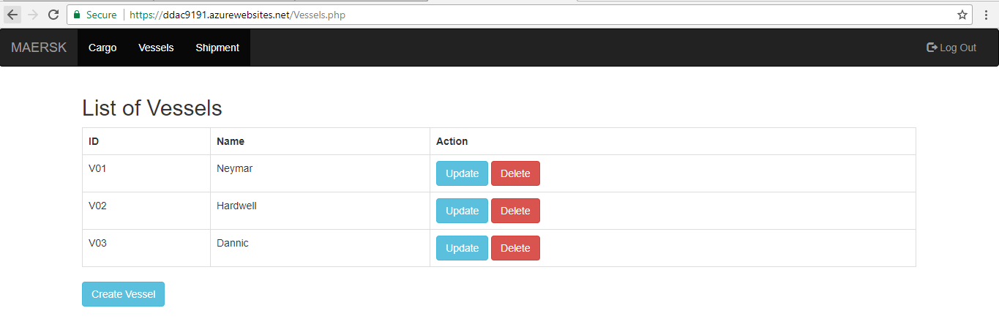 Secure https://ddac9191.azurewebsites.net/Vessels.php
MAERSK Cargo Vessels Shipment Log Out
List of Vessels
ID Name Action
V01 Neymar Update Delete
V02 Hardwell Update Delete
V03 Dannic Update Delete
Create Vessel